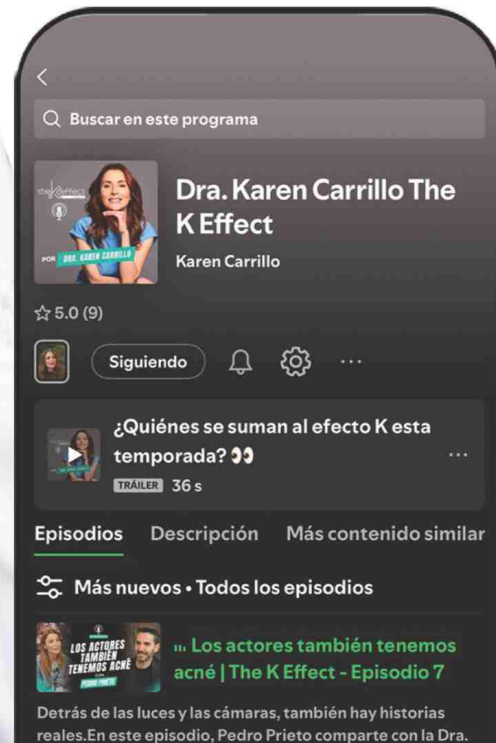 Buscar en este programa
the K effect
POR DRA. KAREN CARRILLO
Dra. Karen Carrillo The
K Effect
Karen Carrillo
5.0 (9)
Siguiendo
¿Quiénes se suman al efecto K esta
temporada? 👀
TRÁILER 36 s
Episodios Descripción Más contenido similar
Más nuevos • Todos los episodios
LOS ACTORES
TAMBIÉN
TENEMOS ACNÉ
CON
PEDRO PRIETO
Los actores también tenemos
acné | The K Effect - Episodio 7
Detrás de las luces y las cámaras, también hay historias
reales.En este episodio, Pedro Prieto comparte con la Dra.